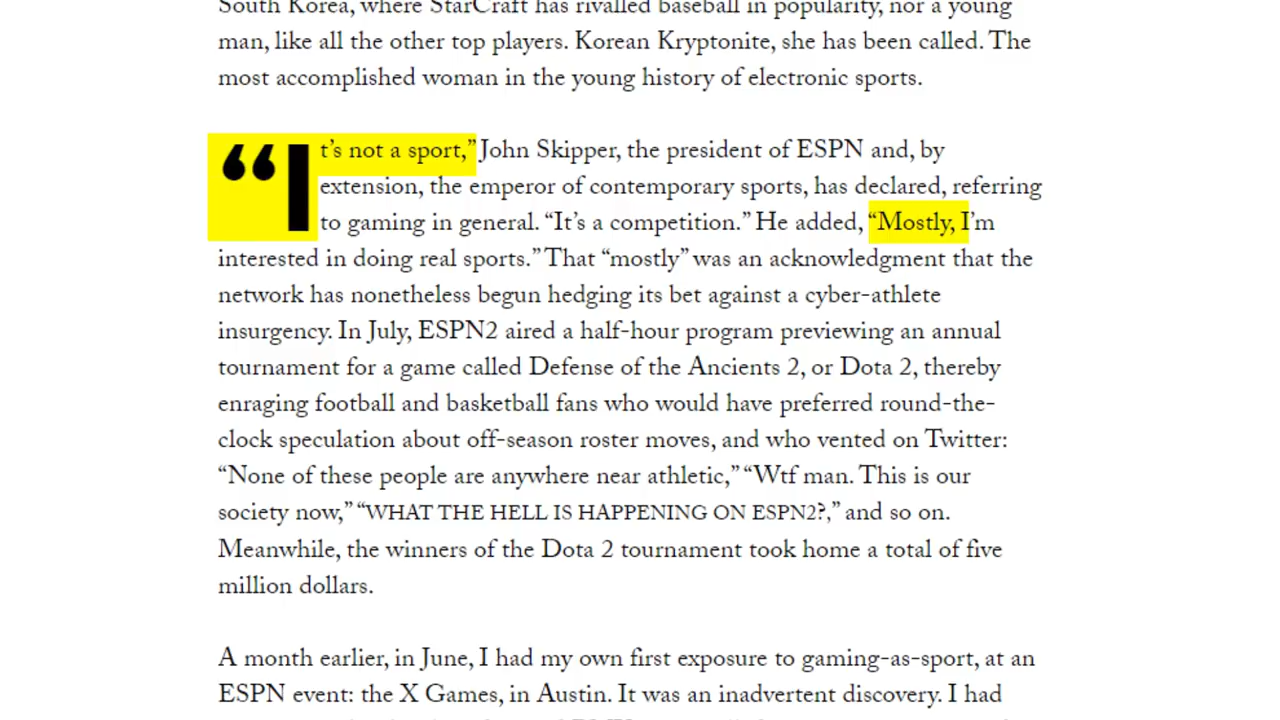 South Korea, where StarCraft has rivalled baseball in popularity, nor a young
man, like all the other top players. Korean Kryptonite, she has been called. The
most accomplished woman in the young history of electronic sports.
“It’s not a sport,” John Skipper, the president of ESPN and, by
extension, the emperor of contemporary sports, has declared, referring
to gaming in general. “It’s a competition.” He added, “Mostly, I’m
interested in doing real sports.” That “mostly” was an acknowledgment that the
network has nonetheless begun hedging its bet against a cyber-athlete
insurgency. In July, ESPN2 aired a half-hour program previewing an annual
tournament for a game called Defense of the Ancients 2, or Dota 2, thereby
enraging football and basketball fans who would have preferred round-the-
clock speculation about off-season roster moves, and who vented on Twitter:
“None of these people are anywhere near athletic,” “Wtf man. This is our
society now,” “WHAT THE HELL IS HAPPENING ON ESPN2?,” and so on.
Meanwhile, the winners of the Dota 2 tournament took home a total of five
million dollars.
A month earlier, in June, I had my own first exposure to gaming-as-sport, at an
ESPN event: the X Games, in Austin. It was an inadvertent discovery. I had